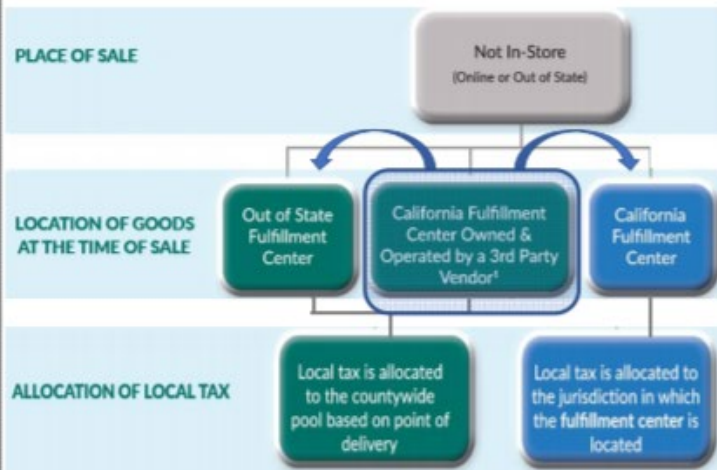 PLACE OF SALE
Not In-Store
(Online or Out of State)
LOCATION OF GOODS
AT THE TIME OF SALE
Out of State
Fulfillment
Center
California Fulfillment
Center Owned &
Operated by a 3rd Party
Vendor¹
California
Fulfillment
Center
ALLOCATION OF LOCAL TAX
Local tax is allocated
to the countywide
pool based on point of
delivery
Local tax is allocated to
the jurisdiction in which
the fulfillment center is
located